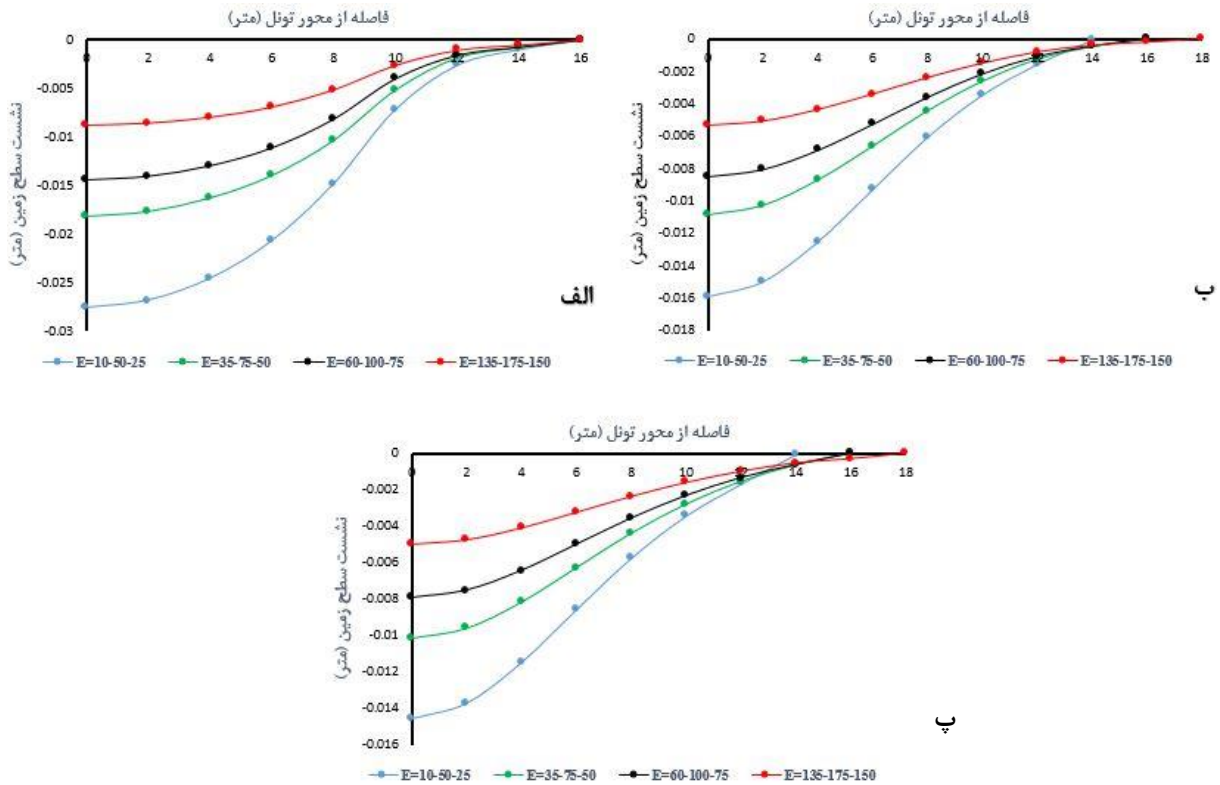 فاصله از محور تونل (متر)
0 2 4 6 8 10 12 14 16
0
-0.005
-0.01
-0.015
-0.02
-0.025
-0.03
نشست سطح زمین (متر)
الف
E=10-50-25 E=35-75-50 E=60-100-75 E=135-175-150
فاصله از محور تونل (متر)
0 2 4 6 8 10 12 14 16 18
0
-0.002
-0.004
-0.006
-0.008
-0.01
-0.012
-0.014
-0.016
-0.018
نشست سطح زمین (متر)
ب
E=10-50-25 E=35-75-50 E=60-100-75 E=135-175-150
فاصله از محور تونل (متر)
0 2 4 6 8 10 12 14 16 18
0
-0.002
-0.004
-0.006
-0.008
-0.01
-0.012
-0.014
-0.016
نشست سطح زمین (متر)
پ
E=10-50-25 E=35-75-50 E=60-100-75 E=135-175-150